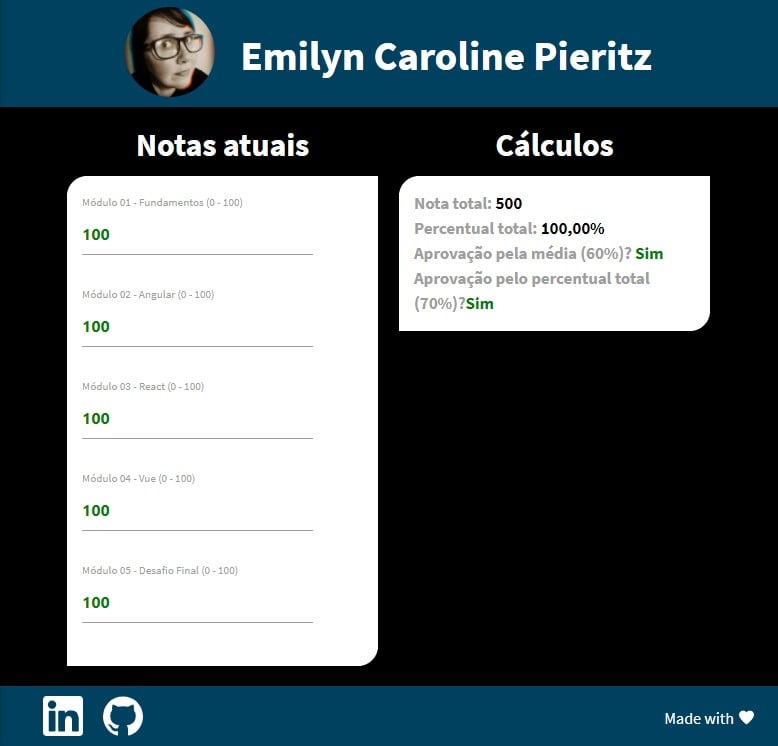 Emilyn Caroline Pieritz
Notas atuais
Módulo 01 - Fundamentos (0 - 100)
100
Módulo 02 - Angular (0 - 100)
100
Módulo 03 - React (0 - 100)
100
Módulo 04 - Vue (0 - 100)
100
Módulo 05 - Desafio Final (0 - 100)
100
Cálculos
Nota total: 500
Percentual total: 100,00%
Aprovação pela média (60%)? Sim
Aprovação pelo percentual total
(70%)?Sim
in
Made with ♥